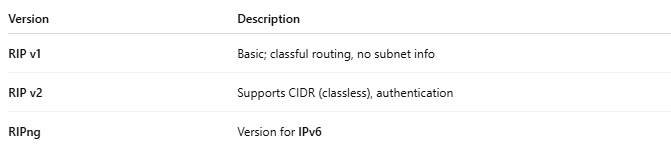 Version Description
RIP v1 Basic; classful routing, no subnet info
RIP v2 Supports CIDR (classless), authentication
RIPng Version for IPv6